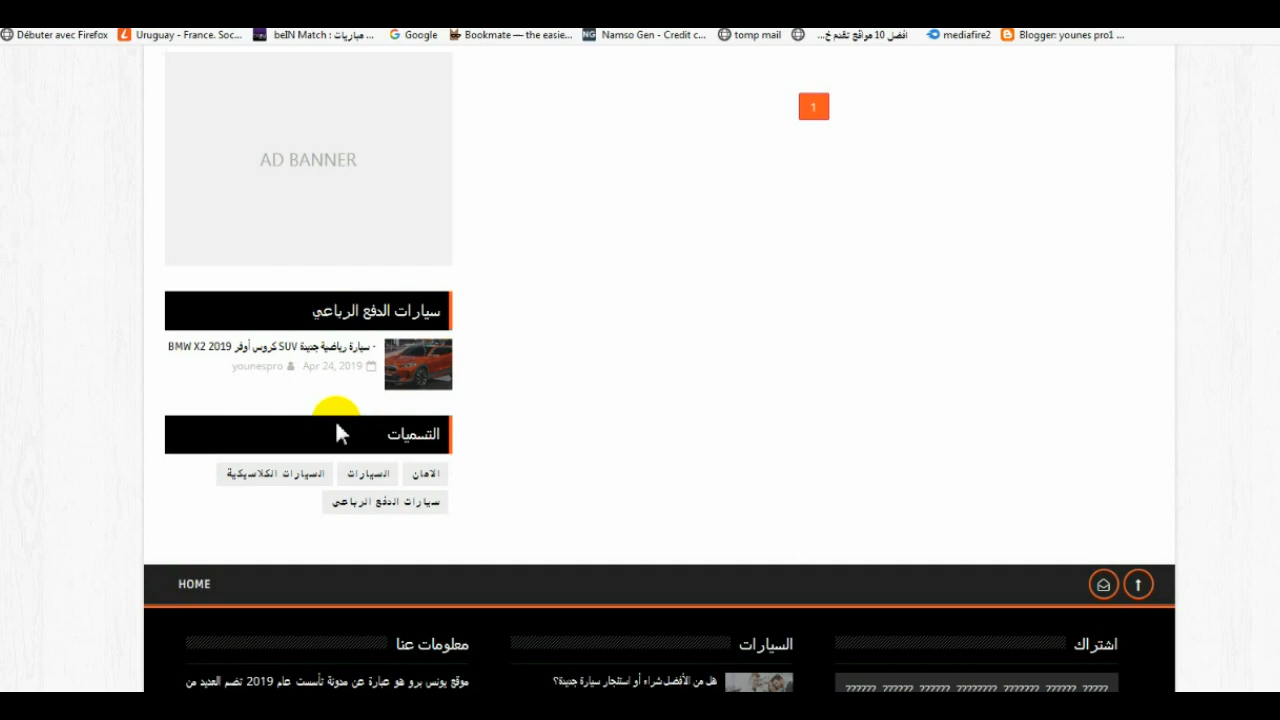 Débuter avec Firefox
Uruguay - France. Soc...
beIN Match : مباريات ...
Google
Bookmate — the easie...
Namso Gen - Credit c...
tomp mail
افضل 10 مواقع تقدم خ...
mediafire2
Blogger: younes pro1 ...
1
AD BANNER
سيارات الدفع الرباعي
BMW X2 2019 كروس أوفر SUV سيارة رياضية جديدة -
Apr 24, 2019 younespro
التسميات
السيارات السيارات الكلاسيكية
سيارات الدفع الرباعي
HOME
اشتراك
السيارات
معلومات عنا
?????? ?????? ?????? ???????? ??????? ?????? ?????
هل من الأفضل شراء أو استئجار سيارة جديدة؟
موقع يونس برو هو عبارة عن مدونة تأسست عام 2019 تضم العديد من